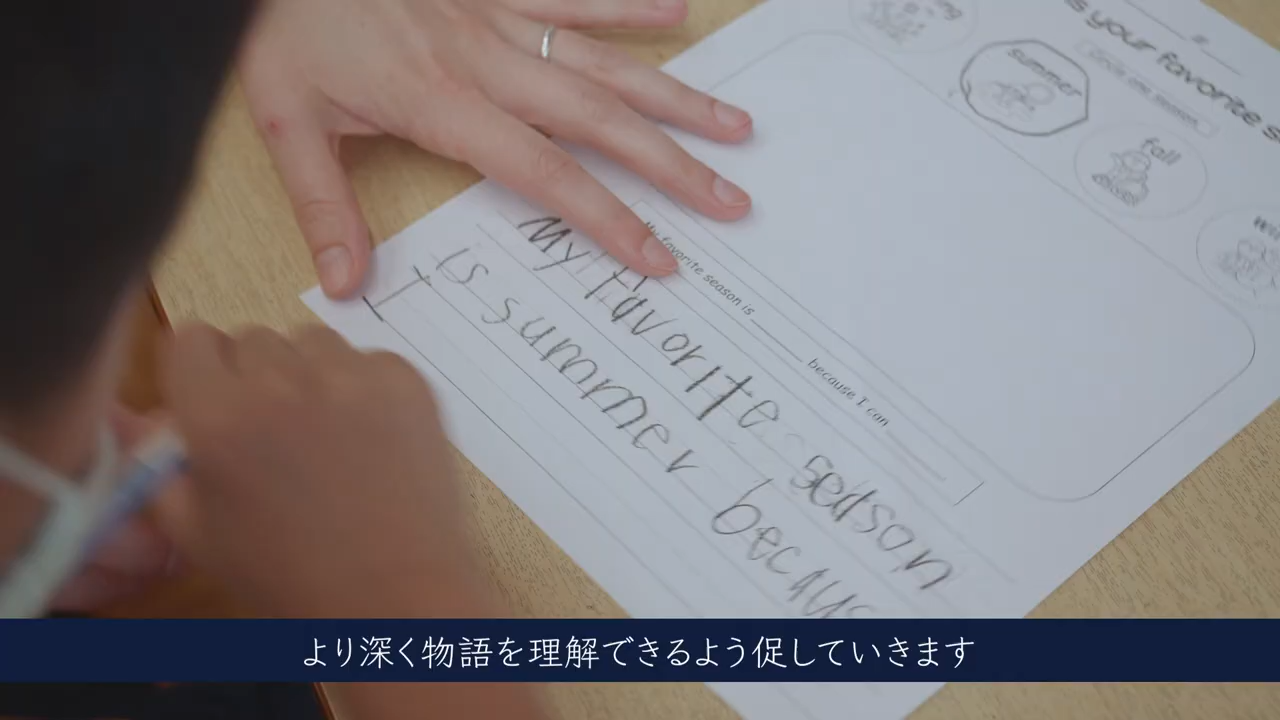 is your favorite s
Circle one season.
summer
fall
My favorite season is ______ because I can
My favorite season
is summer becaus
I
より深く物語を理解できるよう促していきます